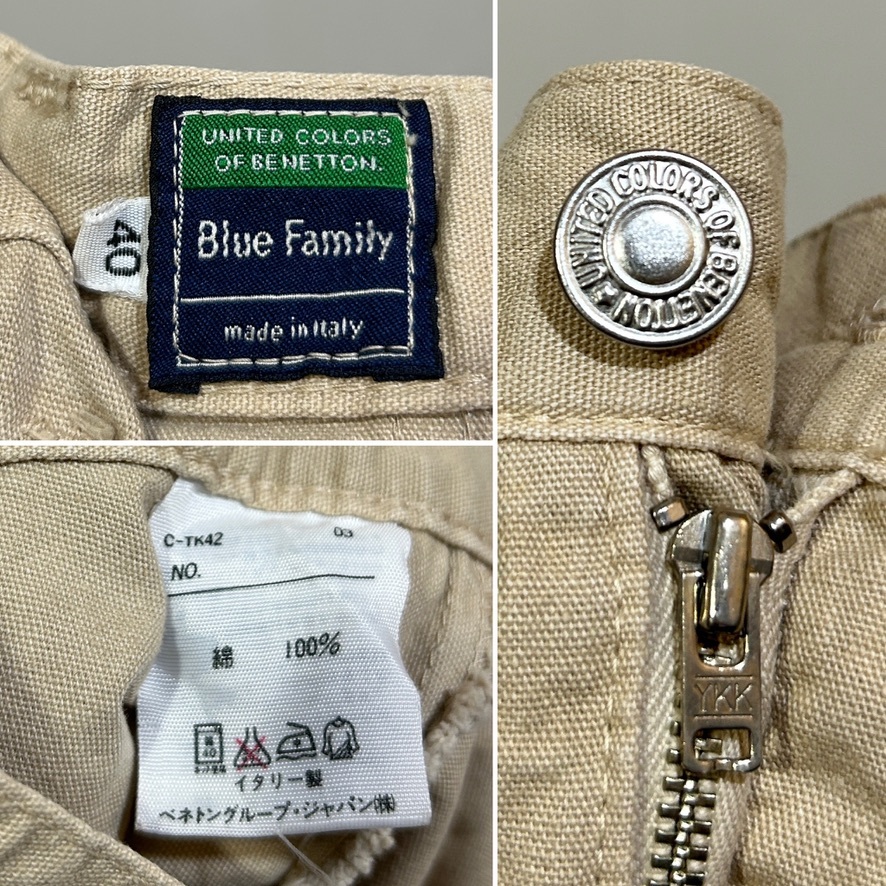 UNITED COLORS
OF BENETTON.
Blue Family
made in Italy
40
UNITED COLORS OF BENETTON
YKK
C-TK42 03
NO.
綿 100%
イタリー製
ベネトングループ・ジャパン(株)